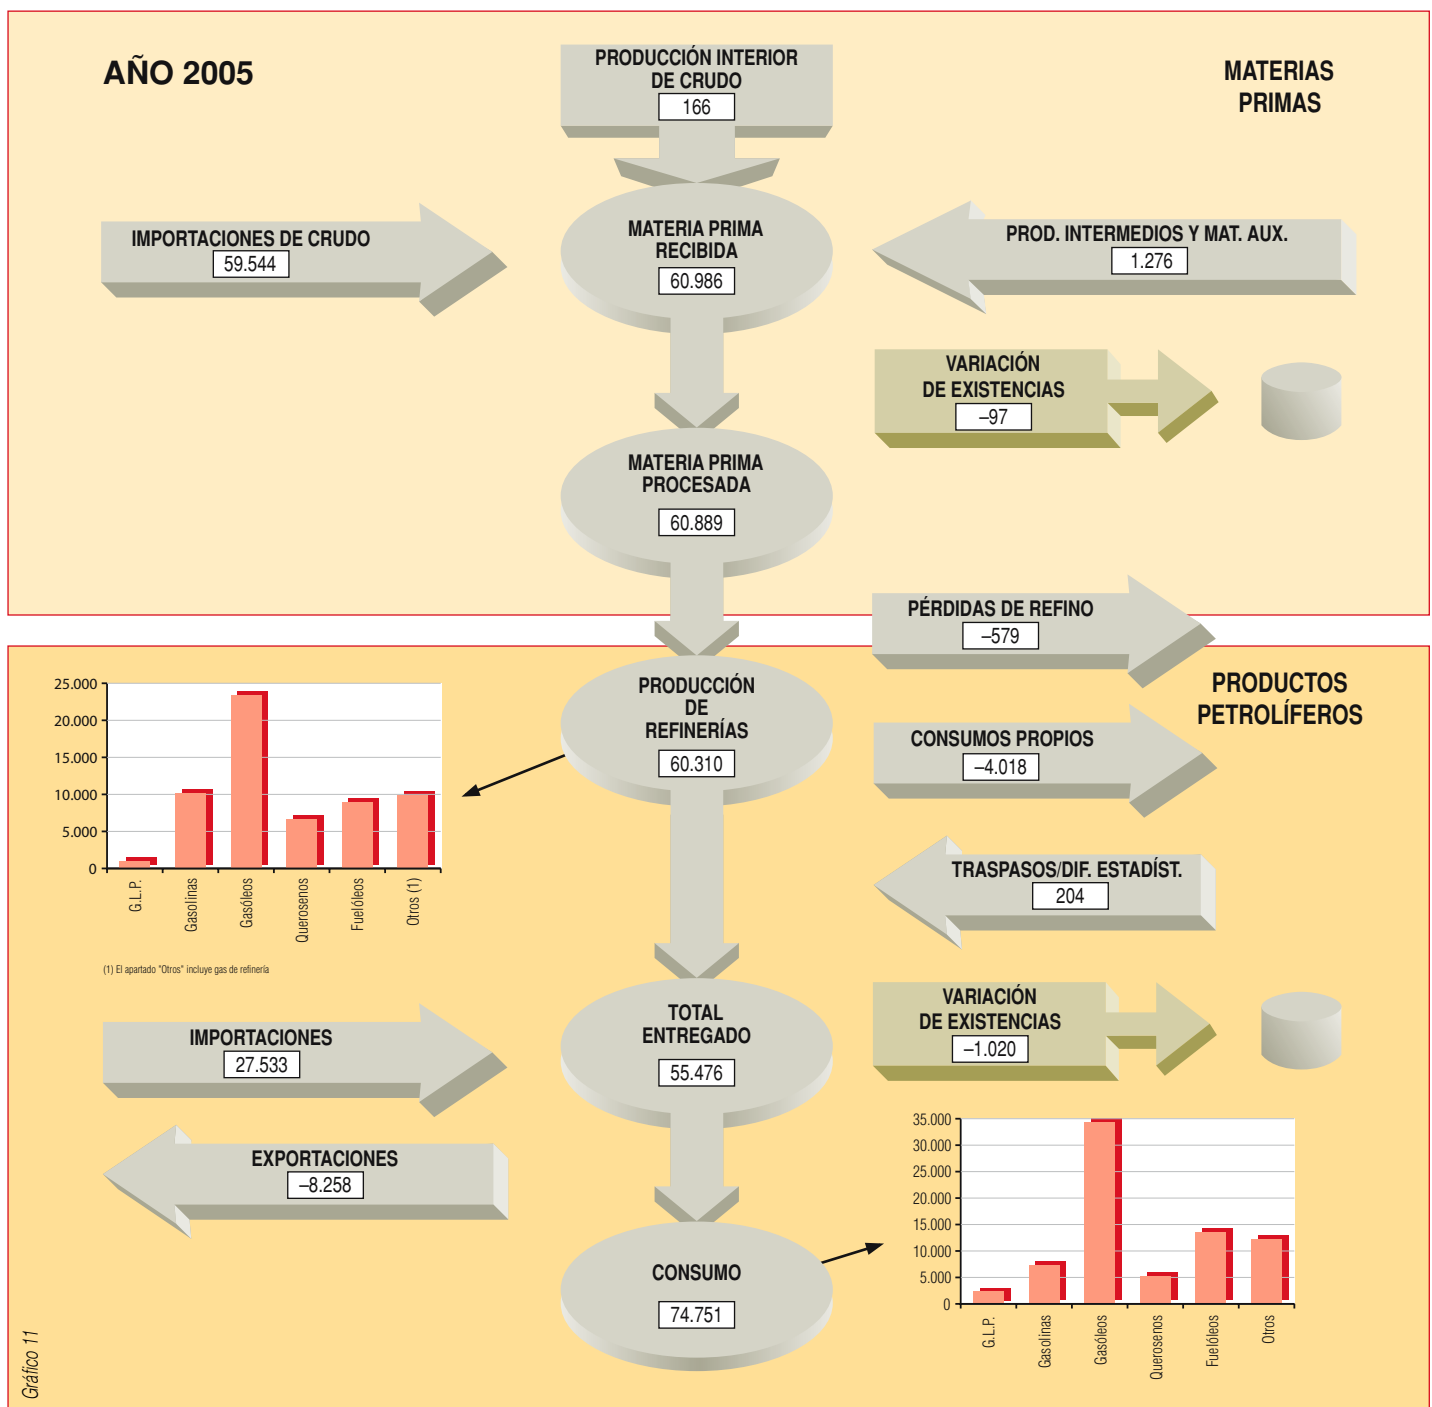 AÑO 2005
PRODUCCIÓN INTERIOR
DE CRUDO
166
MATERIAS
PRIMAS
IMPORTACIONES DE CRUDO
59.544
MATERIA PRIMA
RECIBIDA
60.986
PROD. INTERMEDIOS Y MAT. AUX.
1.276
VARIACIÓN
DE EXISTENCIAS
–97
MATERIA PRIMA
PROCESADA
60.889
PÉRDIDAS DE REFINO
–579
PRODUCTOS
PETROLÍFEROS
PRODUCCIÓN
DE
REFINERÍAS
60.310
CONSUMOS PROPIOS
–4.018
25.000
20.000
15.000
10.000
5.000
0
G.L.P.
Gasolinas
Gasóleos
Querosenos
Fuelóleos
Otros (1)
(1) El apartado "Otros" incluye gas de refinería
TRASPASOS/DIF. ESTADÍST.
204
TOTAL
ENTREGADO
55.476
VARIACIÓN
DE EXISTENCIAS
–1.020
IMPORTACIONES
27.533
EXPORTACIONES
–8.258
CONSUMO
74.751
35.000
30.000
25.000
20.000
15.000
10.000
5.000
0
G.L.P.
Gasolinas
Gasóleos
Querosenos
Fuelóleos
Otros
Gráfico 11